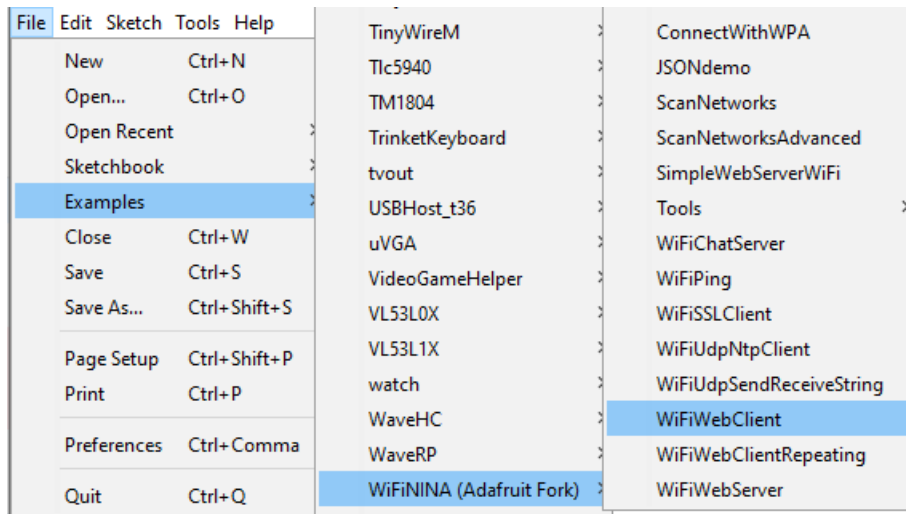 File Edit Sketch Tools Help
New Ctrl+N
Open... Ctrl+O
Open Recent
Sketchbook
Examples
Close Ctrl+W
Save Ctrl+S
Save As... Ctrl+Shift+S
Page Setup Ctrl+Shift+P
Print Ctrl+P
Preferences Ctrl+Comma
Quit Ctrl+Q
TinyWireM
Tlc5940
TM1804
TrinketKeyboard
tvout
USBHost_t36
uVGA
VideoGameHelper
VL53L0X
VL53L1X
watch
WaveHC
WaveRP
WiFiNINA (Adafruit Fork)
ConnectWithWPA
JSONdemo
ScanNetworks
ScanNetworksAdvanced
SimpleWebServerWiFi
Tools
WiFiChatServer
WiFiPing
WiFiSSLClient
WiFiUdpNtpClient
WiFiUdpSendReceiveString
WiFiWebClient
WiFiWebClientRepeating
WiFiWebServer